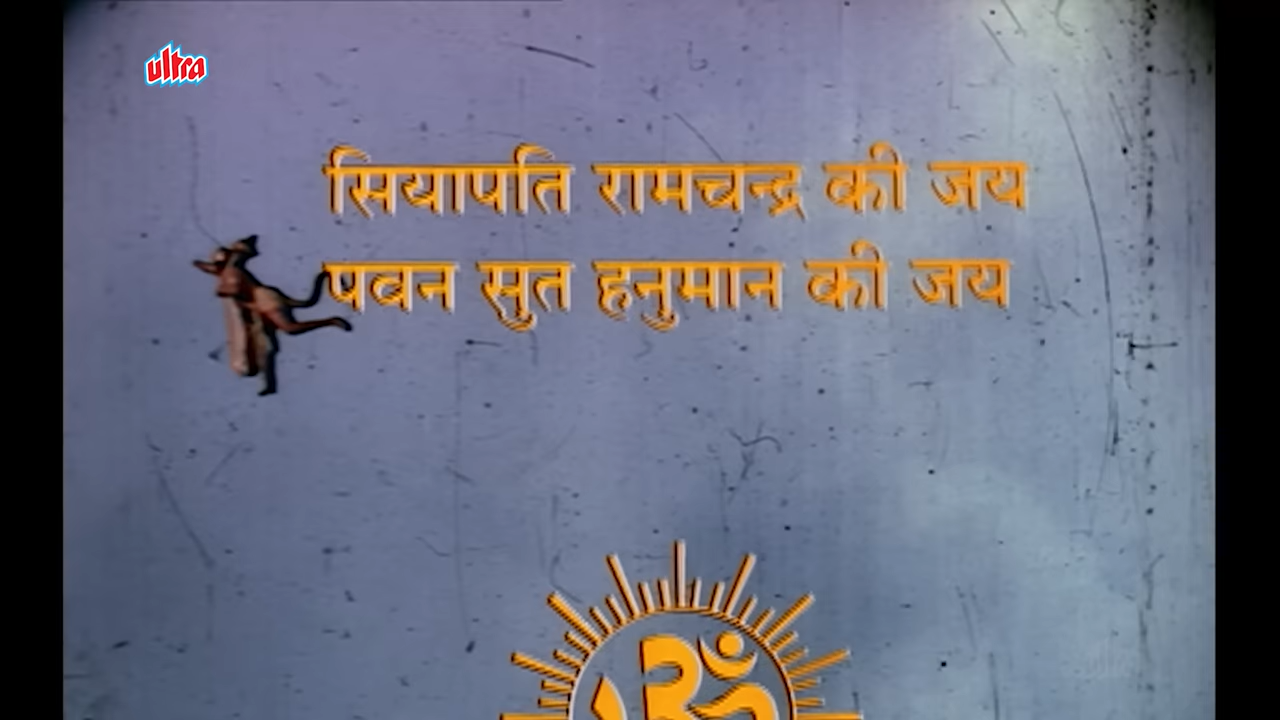 ultra
सियापति रामचन्द्र की जय
पवन सुत हनुमान की जय
ॐ